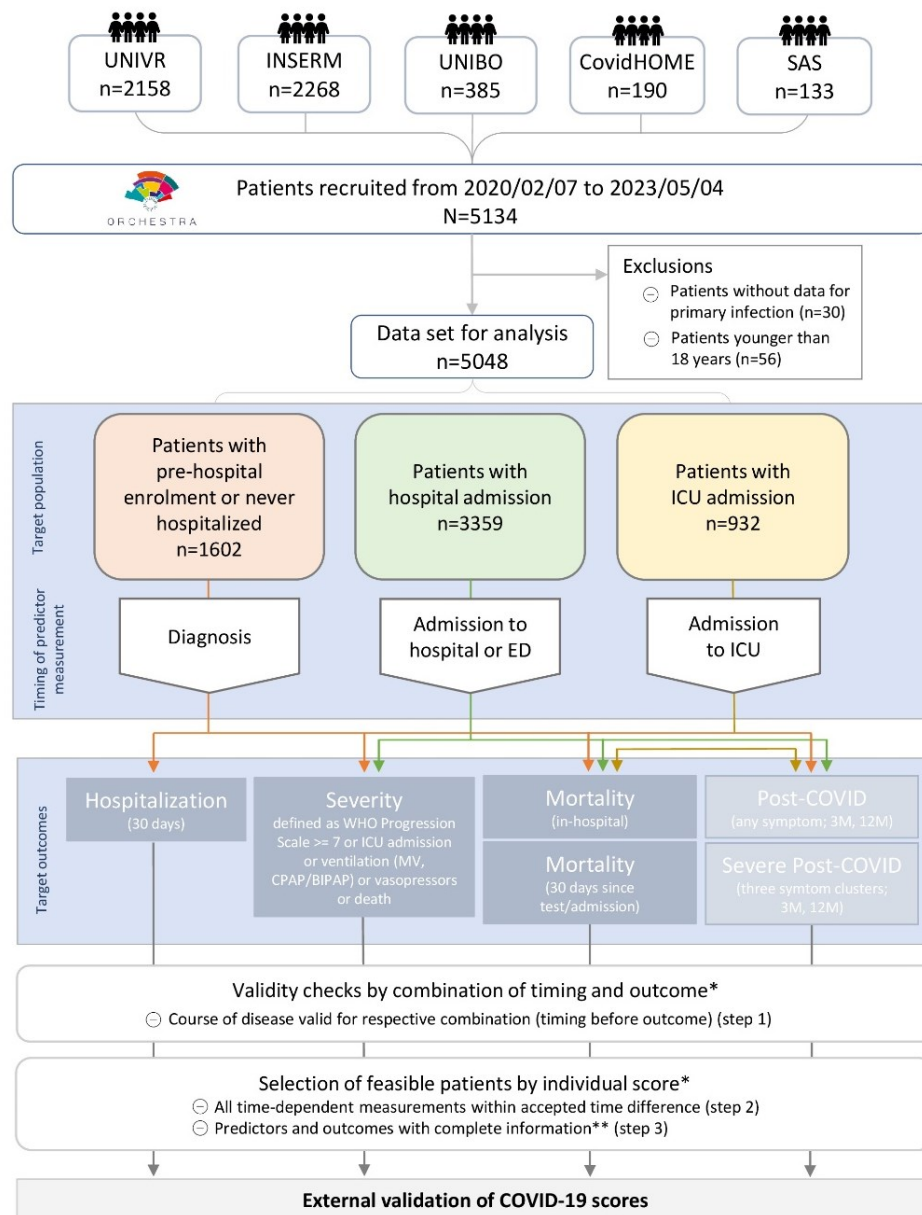 UNIVR
n=2158
INSERM
n=2268
UNIBO
n=385
CovidHOME
n=190
SAS
n=133
ORCHESTRA
Patients recruited from 2020/02/07 to 2023/05/04
N=5134
Exclusions
Patients without data for
primary infection (n=30)
Patients younger than
18 years (n=56)
Data set for analysis
n=5048
Target population
Patients with
pre-hospital
enrolment or never
hospitalized
n=1602
Patients with
hospital admission
n=3359
Patients with
ICU admission
n=932
Timing of predictor
measurement
Diagnosis
Admission to
hospital or ED
Admission
to ICU
Target outcomes
Hospitalization
(30 days)
Severity
defined as WHO Progression
Scale >= 7 or ICU admission
or ventilation (MV,
CPAP/BIPAP) or vasopressors
or death
Mortality
(in-hospital)
Mortality
(30 days since
test/admission)
Post-COVID
(any symptom; 3M, 12M)
Severe Post-COVID
(three symtom clusters;
3M, 12M)
Validity checks by combination of timing and outcome*
Course of disease valid for respective combination (timing before outcome) (step 1)
Selection of feasible patients by individual score*
All time-dependent measurements within accepted time difference (step 2)
Predictors and outcomes with complete information** (step 3)
External validation of COVID-19 scores